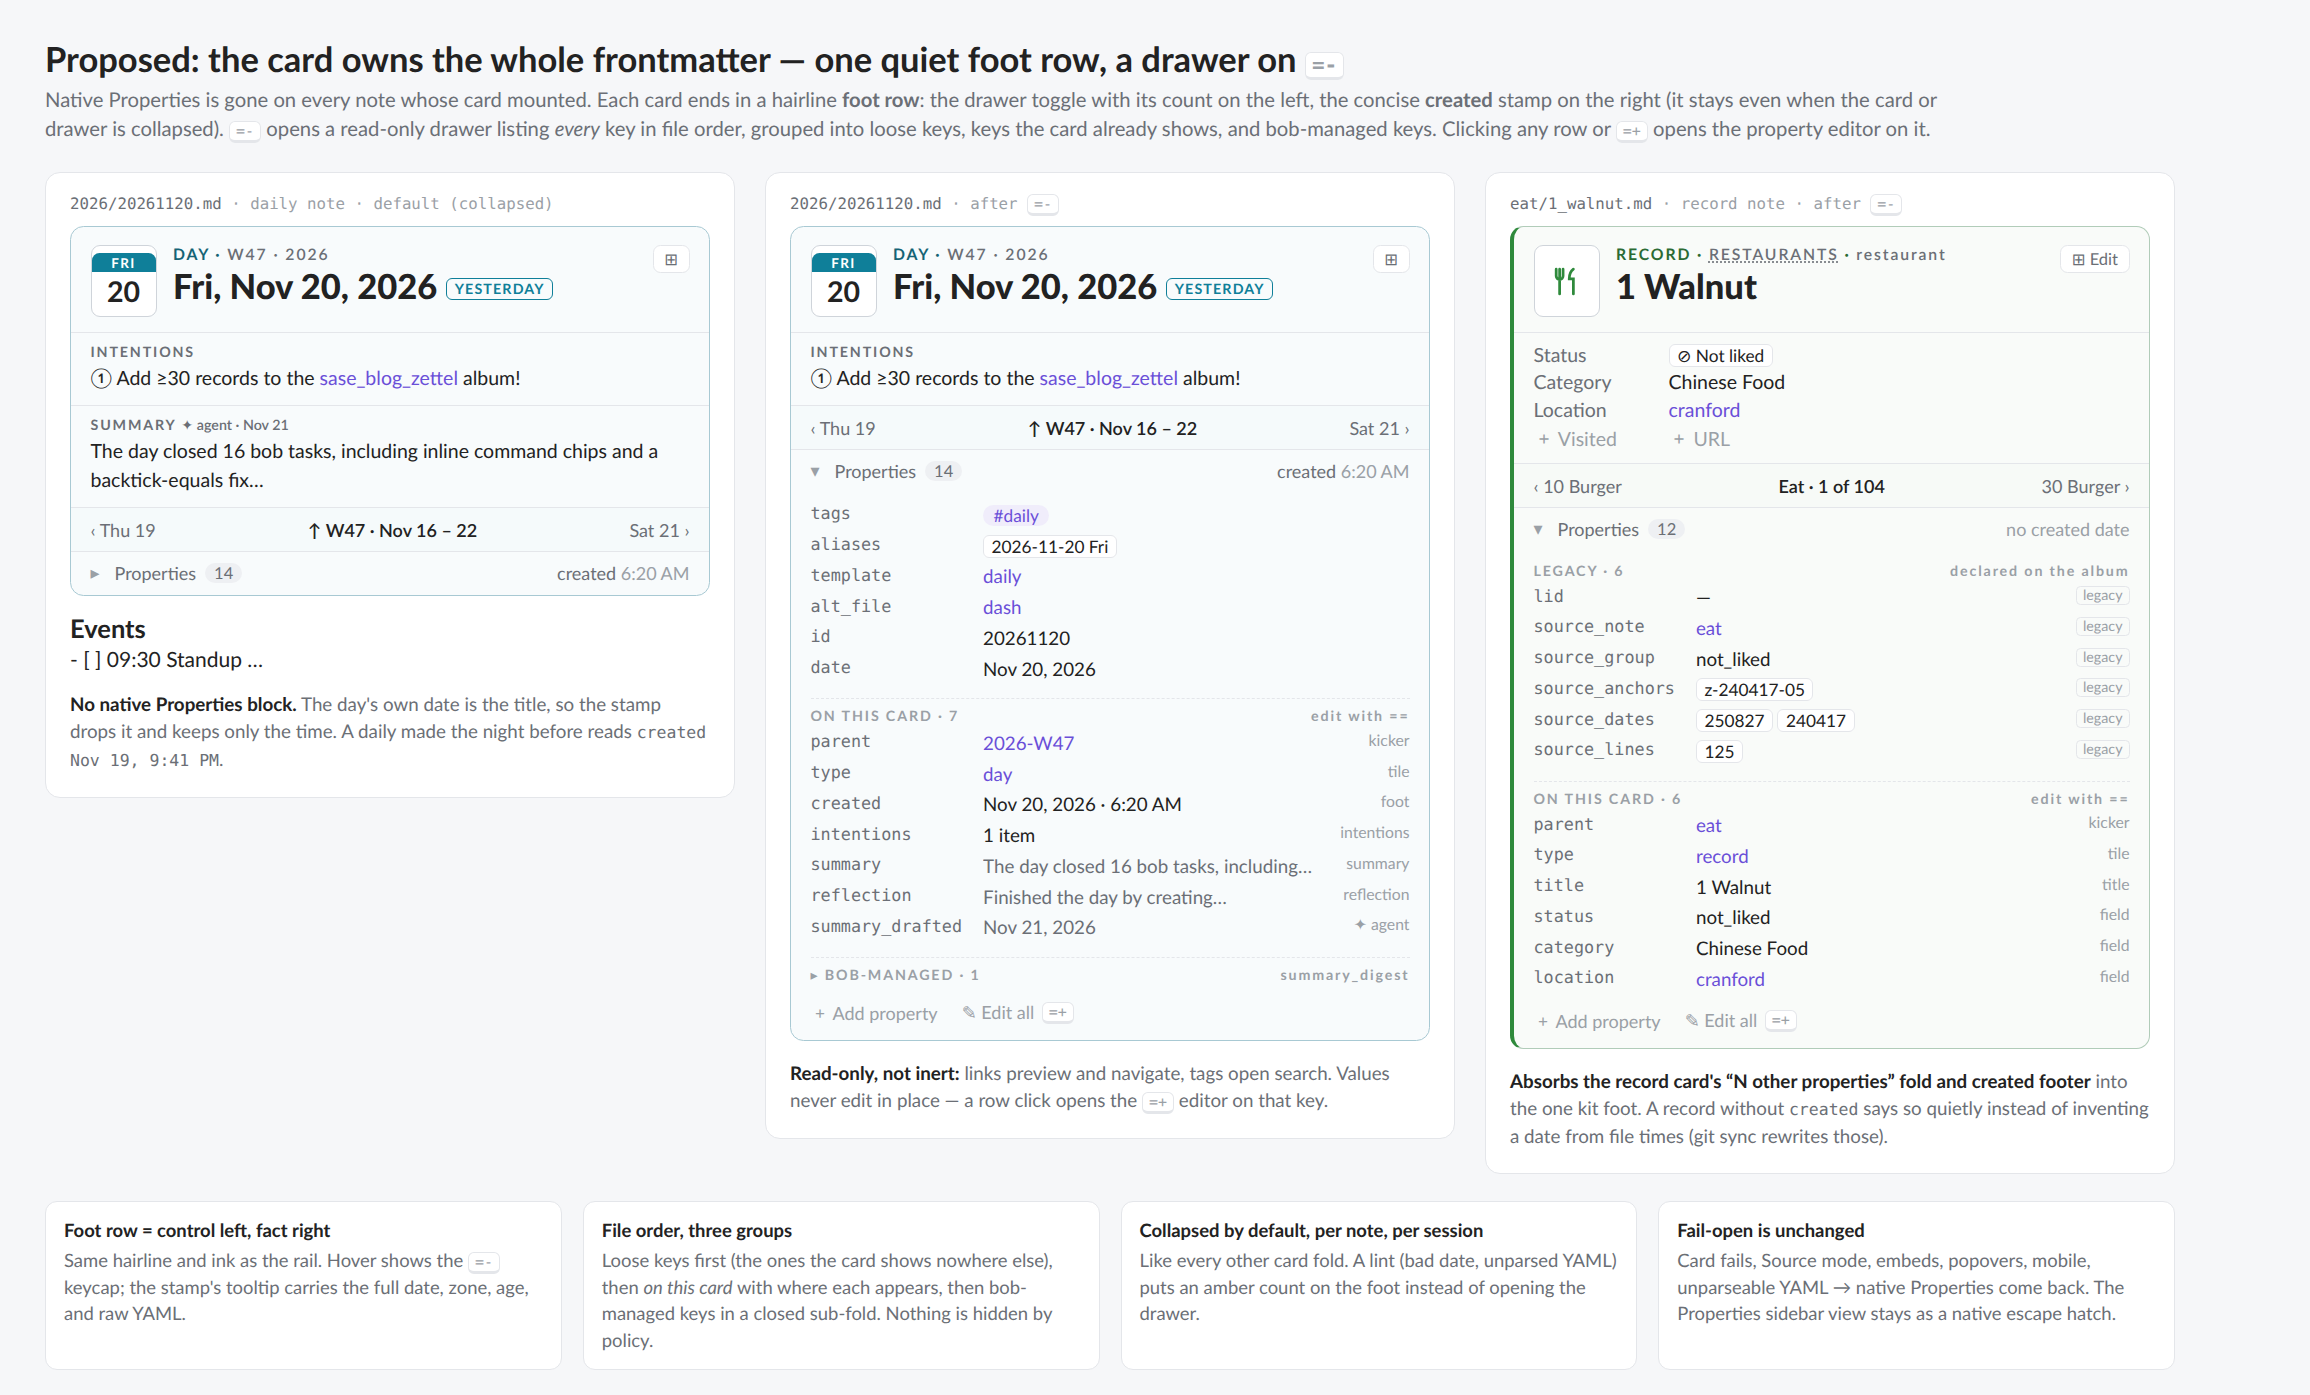 Proposed: the card owns the whole frontmatter — one quiet foot row, a drawer on =-
Native Properties is gone on every note whose card mounted. Each card ends in a hairline foot row: the drawer toggle with its count on the left, the concise created stamp on the right (it stays even when the card or
drawer is collapsed). =- opens a read-only drawer listing every key in file order, grouped into loose keys, keys the card already shows, and bob-managed keys. Clicking any row or =+ opens the property editor on it.
2026/20261120.md · daily note · default (collapsed)
FRI
20
DAY · W47 · 2026
Fri, Nov 20, 2026 YESTERDAY
⊞
INTENTIONS
① Add ≥30 records to the sase_blog_zettel album!
SUMMARY ✦ agent · Nov 21
The day closed 16 bob tasks, including inline command chips and a
backtick-equals fix...
‹ Thu 19 ↑ W47 · Nov 16 – 22 Sat 21 ›
▸ Properties 14 created 6:20 AM
Events
- [ ] 09:30 Standup ...
No native Properties block. The day's own date is the title, so the stamp
drops it and keeps only the time. A daily made the night before reads created
Nov 19, 9:41 PM.
2026/20261120.md · after =-
FRI
20
DAY · W47 · 2026
Fri, Nov 20, 2026 YESTERDAY
⊞
INTENTIONS
① Add ≥30 records to the sase_blog_zettel album!
‹ Thu 19 ↑ W47 · Nov 16 – 22 Sat 21 ›
▾ Properties 14 created 6:20 AM
tags #daily
aliases 2026-11-20 Fri
template daily
alt_file dash
id 20261120
date Nov 20, 2026
ON THIS CARD · 7 edit with ==
parent 2026-W47 kicker
type day tile
created Nov 20, 2026 · 6:20 AM foot
intentions 1 item intentions
summary The day closed 16 bob tasks, including... summary
reflection Finished the day by creating... reflection
summary_drafted Nov 21, 2026 ✦ agent
▸ BOB-MANAGED · 1 summary_digest
+ Add property ✎ Edit all =+
Read-only, not inert: links preview and navigate, tags open search. Values
never edit in place — a row click opens the =+ editor on that key.
eat/1_walnut.md · record note · after =-
RECORD · RESTAURANTS · restaurant
1 Walnut
⊞ Edit
Status ⊘ Not liked
Category Chinese Food
Location cranford
+ Visited + URL
‹ 10 Burger Eat · 1 of 104 30 Burger ›
▾ Properties 12 no created date
LEGACY · 6 declared on the album
lid — legacy
source_note eat legacy
source_group not_liked legacy
source_anchors z-240417-05 legacy
source_dates 250827 240417 legacy
source_lines 125 legacy
ON THIS CARD · 6 edit with ==
parent eat kicker
type record tile
title 1 Walnut title
status not_liked field
category Chinese Food field
location cranford field
+ Add property ✎ Edit all =+
Absorbs the record card's “N other properties” fold and created footer into
the one kit foot. A record without created says so quietly instead of inventing
a date from file times (git sync rewrites those).
Foot row = control left, fact right
Same hairline and ink as the rail. Hover shows the =-
keycap; the stamp's tooltip carries the full date, zone, age,
and raw YAML.
File order, three groups
Loose keys first (the ones the card shows nowhere else),
then on this card with where each appears, then bob-
managed keys in a closed sub-fold. Nothing is hidden by
policy.
Collapsed by default, per note, per session
Like every other card fold. A lint (bad date, unparsed YAML)
puts an amber count on the foot instead of opening the
drawer.
Fail-open is unchanged
Card fails, Source mode, embeds, popovers, mobile,
unparseable YAML → native Properties come back. The
Properties sidebar view stays as a native escape hatch.